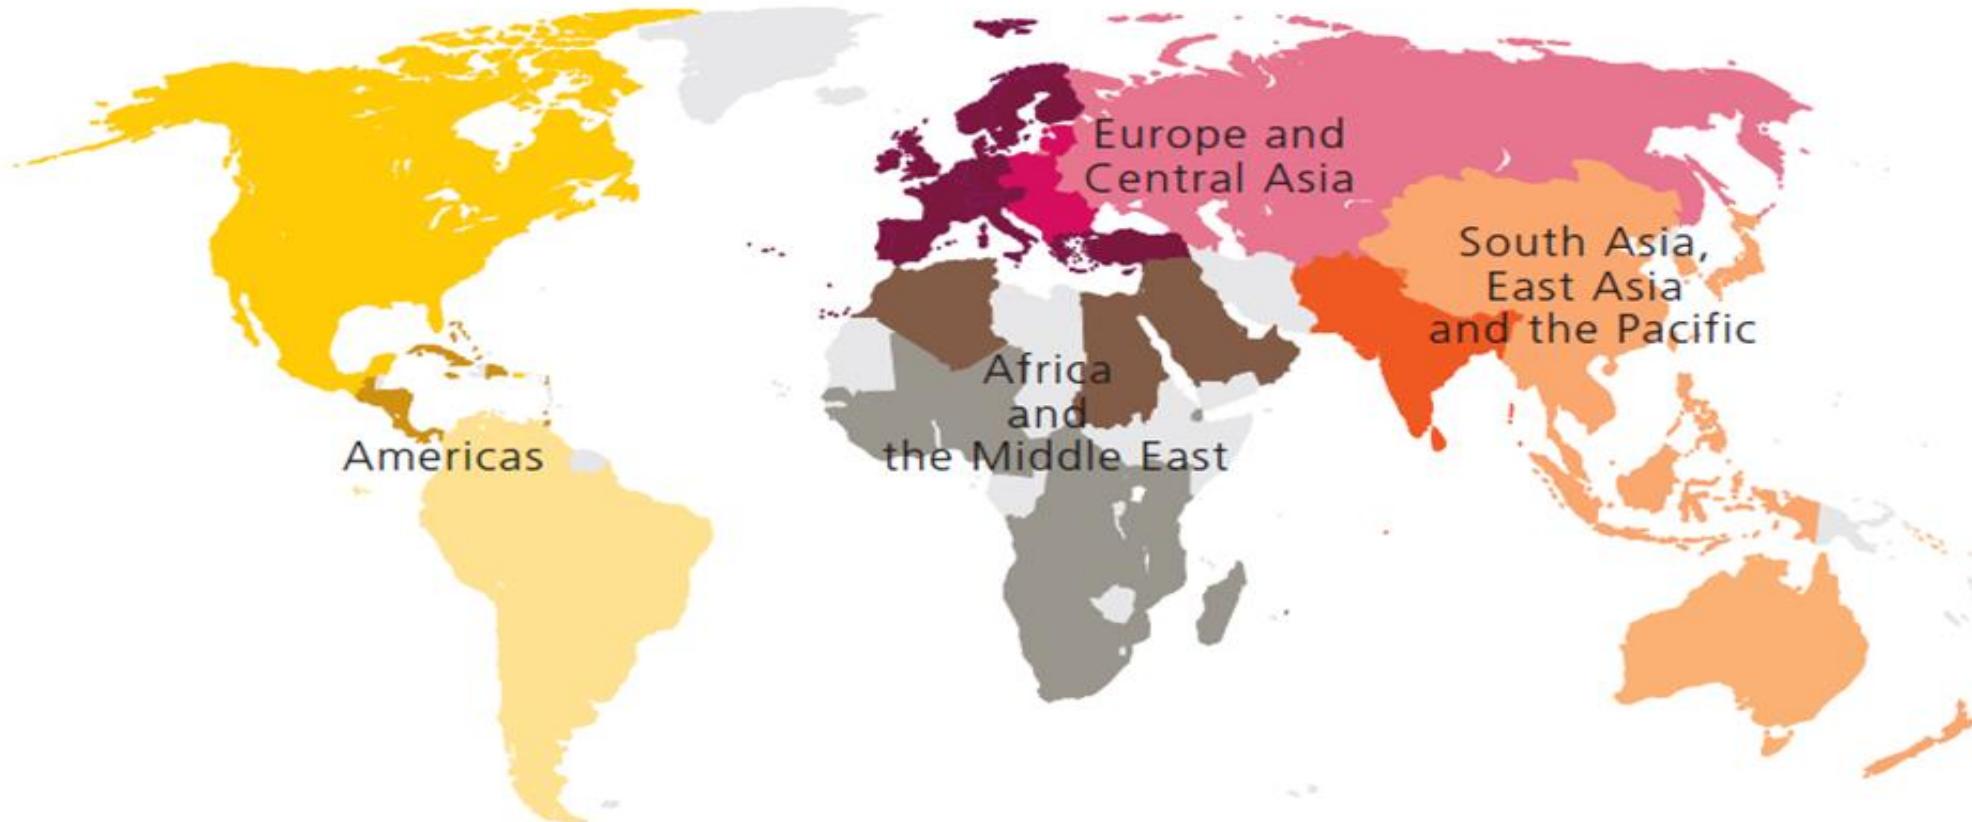 Europe and
Central Asia
South Asia,
East Asia
and the Pacific
Africa
and
the Middle East
Americas